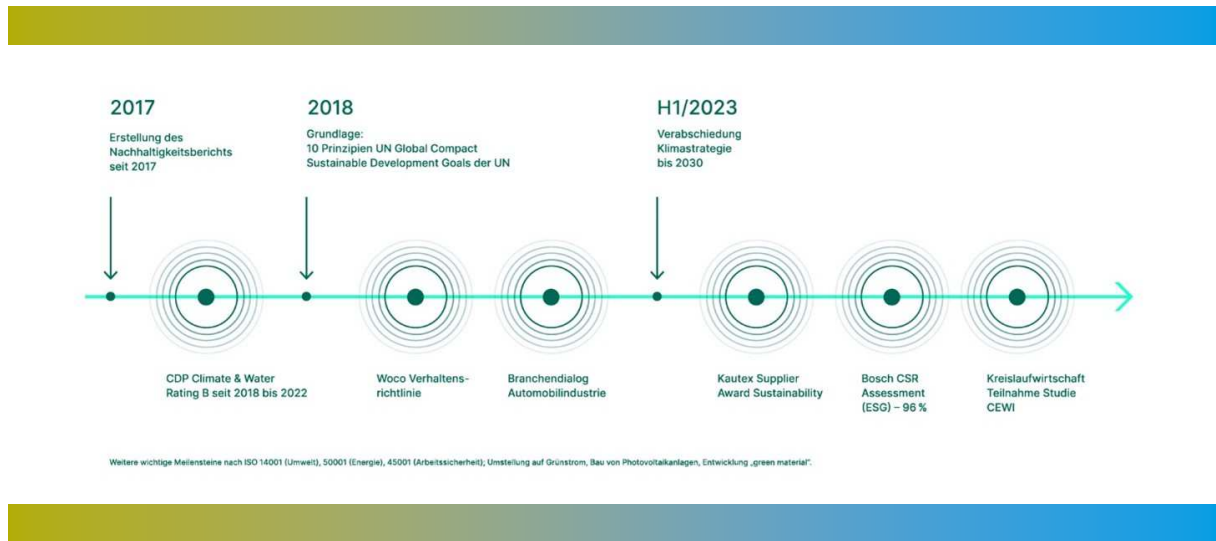 2017
Erstellung des
Nachhaltigkeitsberichts
seit 2017
2018
Grundlage:
10 Prinzipien UN Global Compact
Sustainable Development Goals der UN
H1/2023
Verabschiedung
Klimastrategie
bis 2030
CDP Climate & Water
Rating B seit 2018 bis 2022
Woco Verhaltens-
richtlinie
Branchendialog
Automobilindustrie
Kautex Supplier
Award Sustainability
Bosch CSR
Assessment
(ESG) – 96 %
Kreislaufwirtschaft
Teilnahme Studie
CEWI
Weitere wichtige Meilensteine nach ISO 14001 (Umwelt), 50001 (Energie), 45001 (Arbeitssicherheit); Umstellung auf Grünstrom, Bau von Photovoltaikanlagen, Entwicklung „green material“.